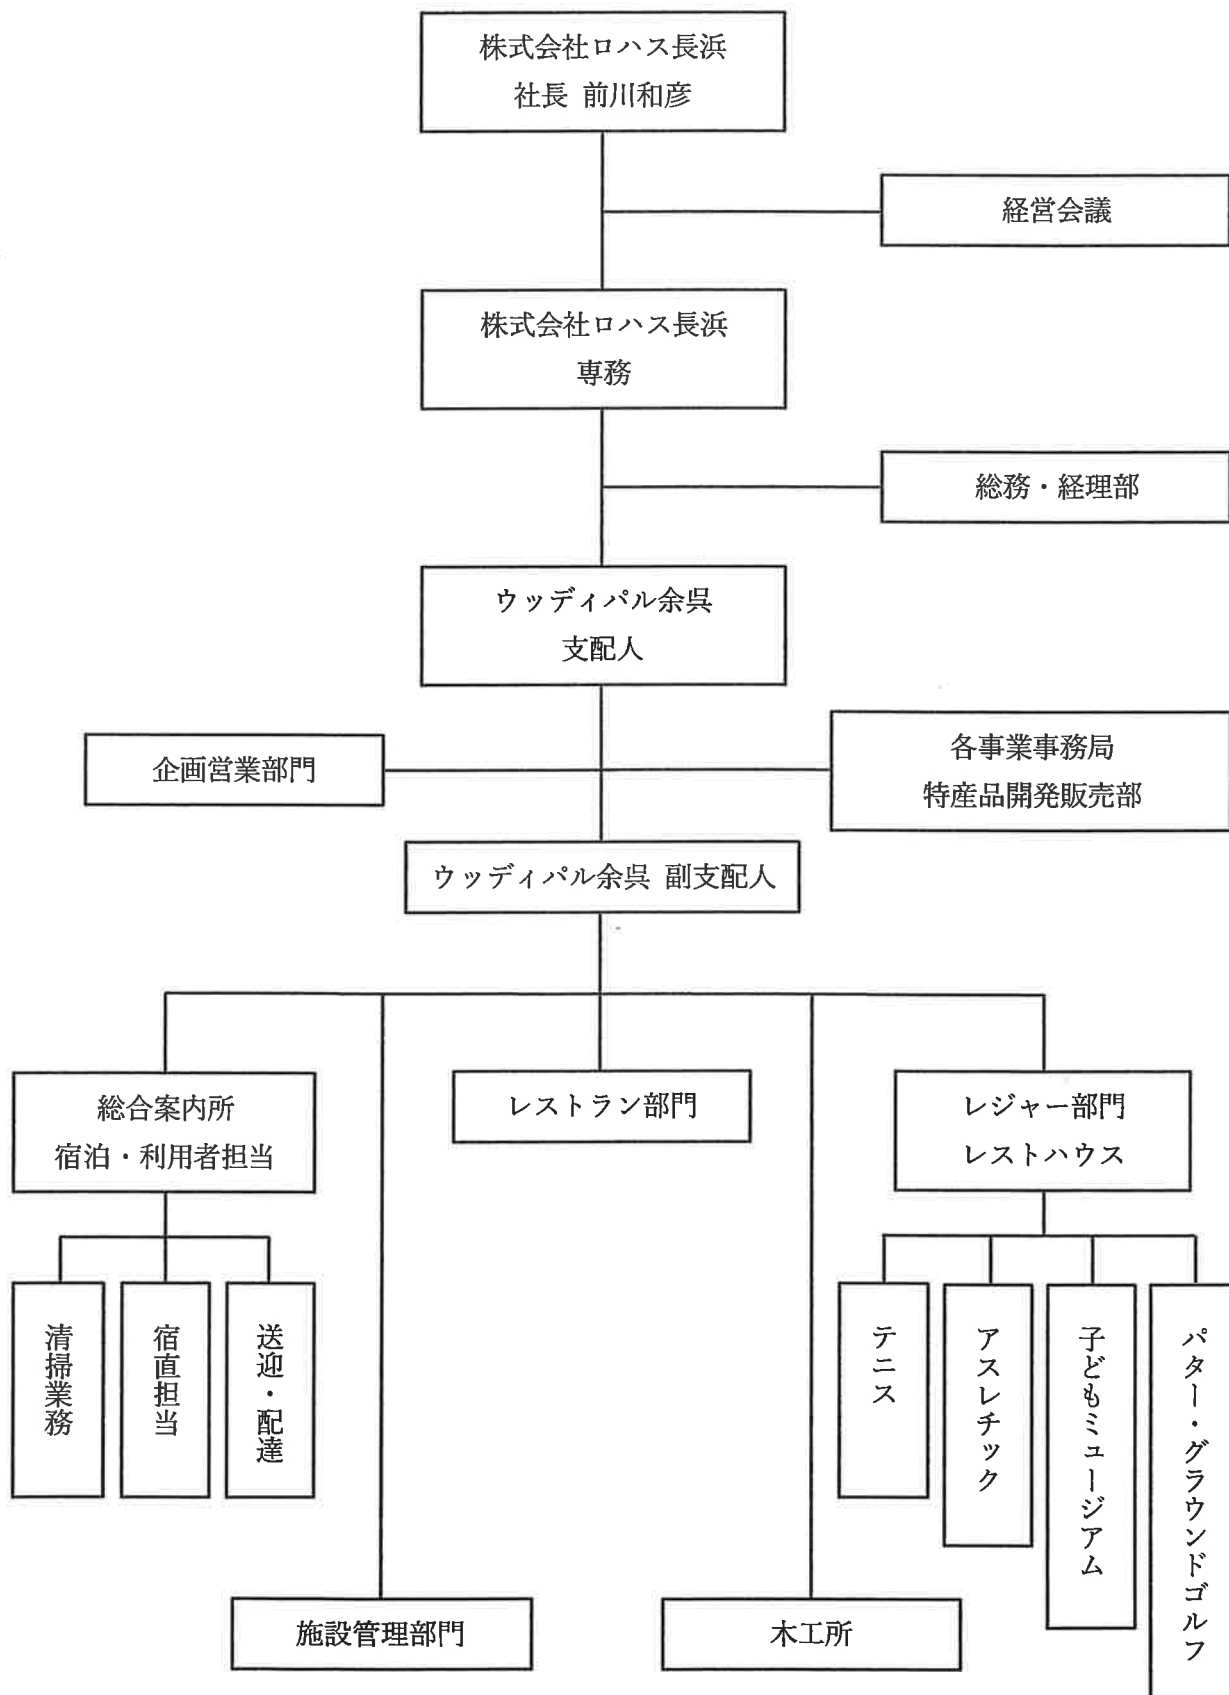 株式会社ロハス長浜
社長 前川和彦
経営会議
株式会社ロハス長浜
専務
総務・経理部
ウッディパル余呉
支配人
企画営業部門
各事業事務局
特産品開発販売部
ウッディパル余呉 副支配人
総合案内所
宿泊・利用者担当
レストラン部門
レジャー部門
レストハウス
清掃業務
宿直担当
送迎・配達
テニス
アスレチック
子どもミュージアム
パター・グラウンドゴルフ
施設管理部門
木工所